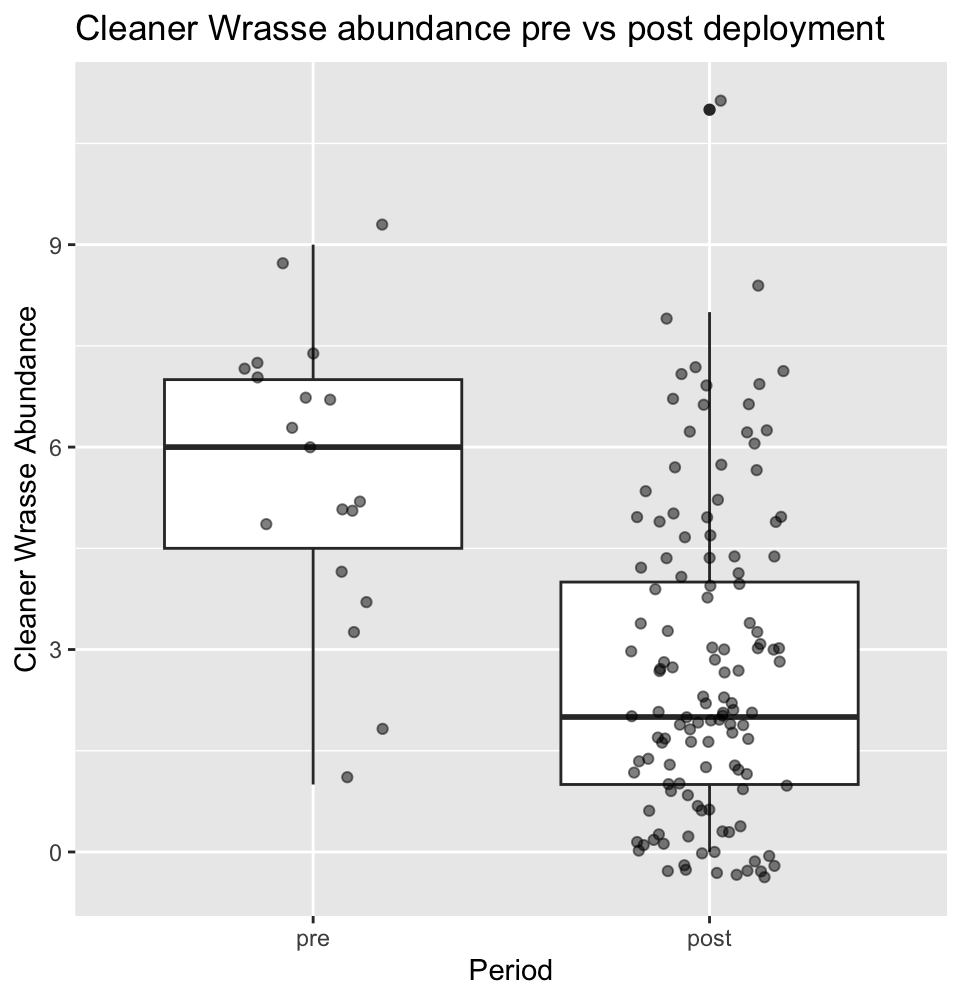 Cleaner Wrasse abundance pre vs post deployment
Cleaner Wrasse Abundance
9
6
3
0
pre
post
Period